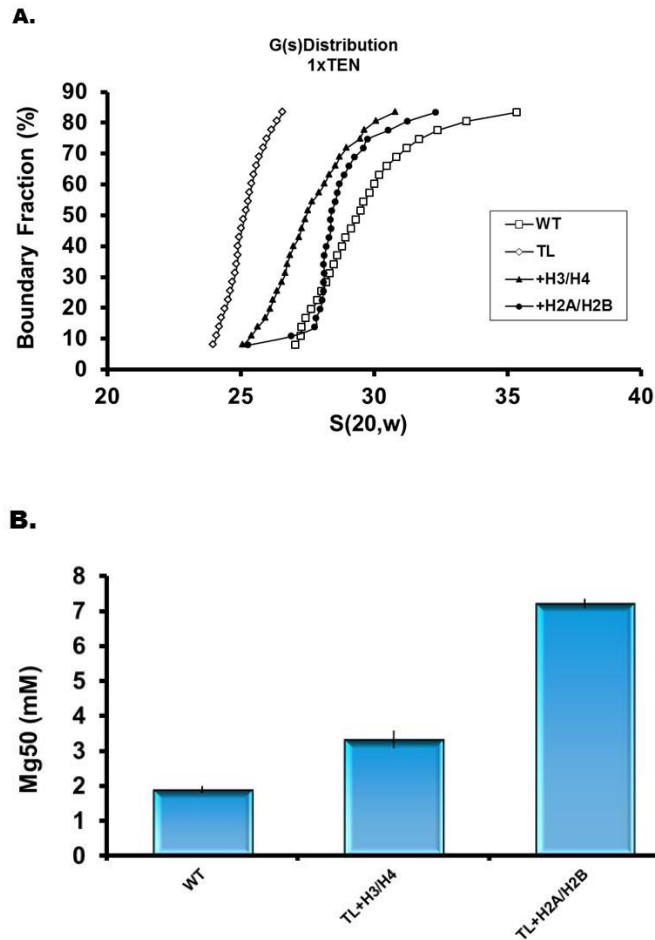 A.
G(s)Distribution
1xTEN
Boundary Fraction (%)
90
80
70
60
50
40
30
20
10
0
20 25 30 35 40
S(20,w)
WT
TL
+H3/H4
+H2A/H2B
B.
Mg50 (mM)
8
7
6
5
4
3
2
1
0
WT
TL+H3/H4
TL+H2A/H2B